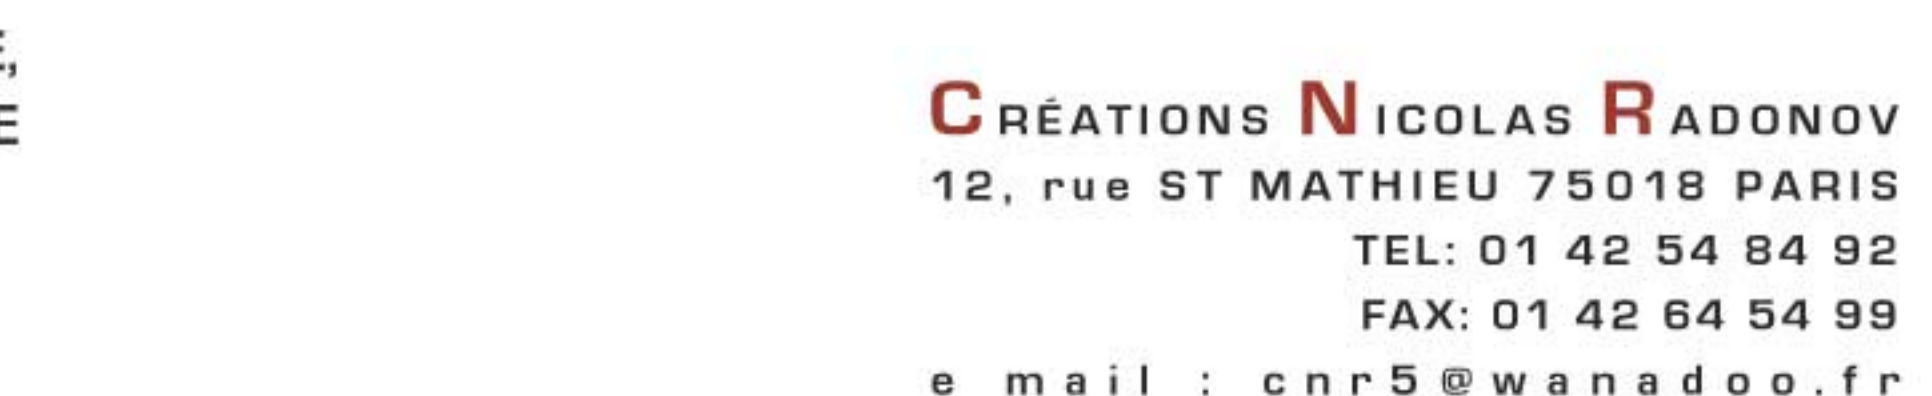 CRÉATIONS NICOLAS RADONOV
12, rue ST MATHIEU 75018 PARIS
TEL: 01 42 54 84 92
FAX: 01 42 64 54 99
e mail : cnr5@wanadoo.fr